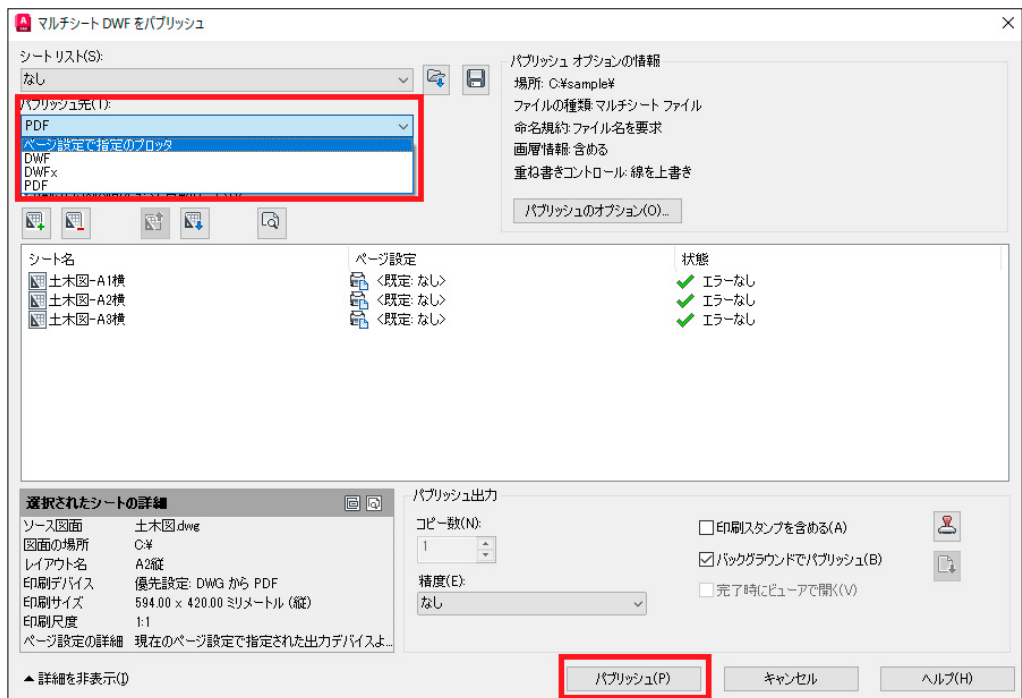 マルチシート DWF をパブリッシュ
シート リスト(S):
なし
パブリッシュ先(T):
PDF
ページ設定で指定のプロッタ
DWF
DWFx
PDF
パブリッシュ オプションの情報
場所: C:¥sample¥
ファイルの種類: マルチシート ファイル
命名規約: ファイル名を要求
画層情報: 含める
重ね書きコントロール: 線を上書き
パブリッシュのオプション(O)...
シート名 ページ設定 状態
土木図-A1横 <既定: なし> エラーなし
土木図-A2横 <既定: なし> エラーなし
土木図-A3横 <既定: なし> エラーなし
選択されたシートの詳細
ソース図面 土木図.dwg
図面の場所 C:¥
レイアウト名 A2縦
印刷デバイス 優先設定: DWG から PDF
印刷サイズ 594.00 x 420.00 ミリメートル (縦)
印刷尺度 1:1
ページ設定の詳細 現在のページ設定で指定された出力デバイスよ...
パブリッシュ出力
コピー数(N):
1
精度(E):
なし
印刷スタンプを含める(A)
バックグラウンドでパブリッシュ(B)
完了時にビューアで開く(V)
詳細を非表示(I)
パブリッシュ(P)
キャンセル
ヘルプ(H)